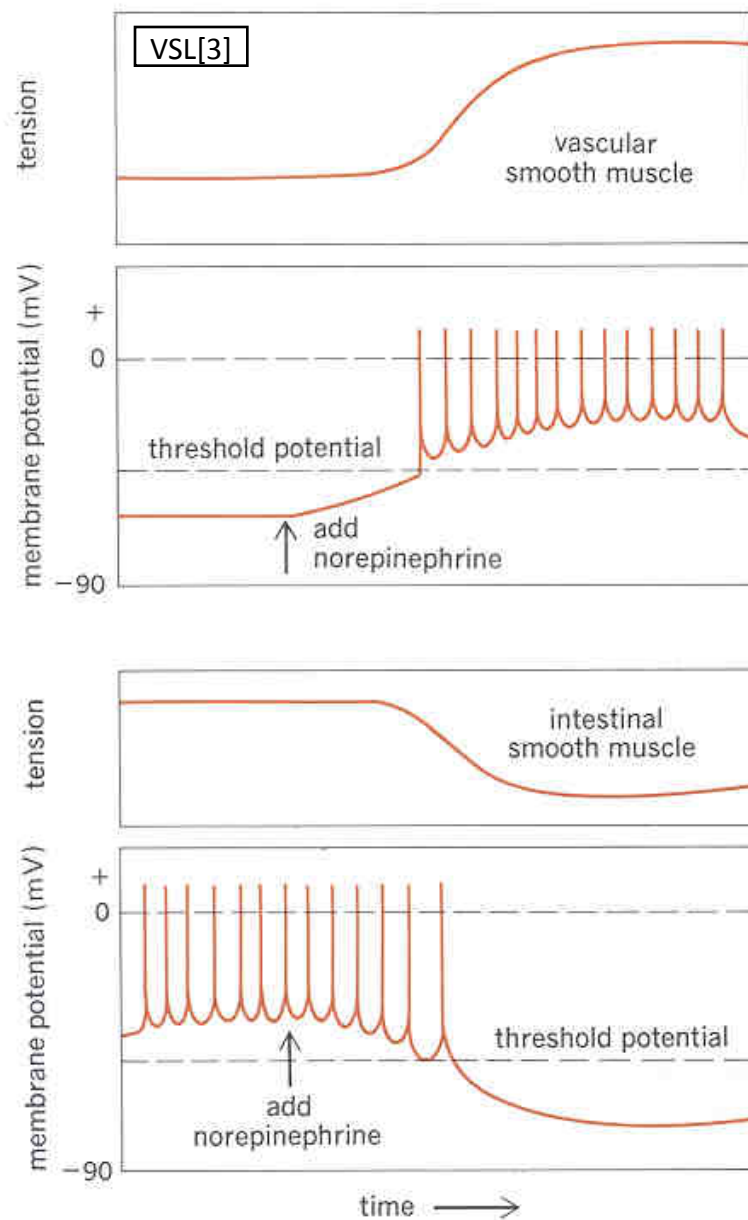 VSL[3]
tension
vascular
smooth muscle
membrane potential (mV)
+
0
threshold potential
add
norepinephrine
−90
tension
intestinal
smooth muscle
membrane potential (mV)
+
0
threshold potential
add
norepinephrine
−90
time